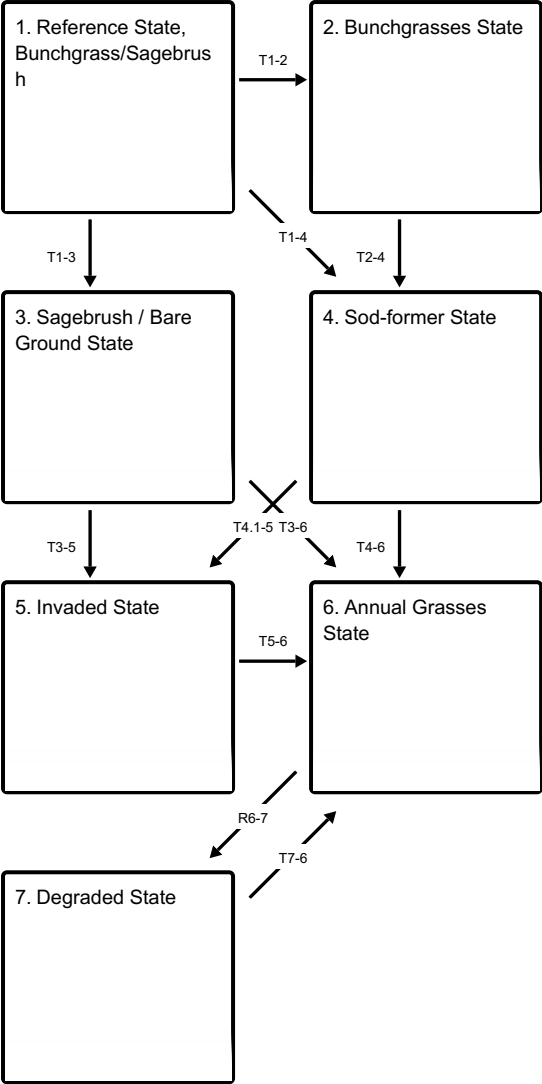 1. Reference State,
Bunchgrass/Sagebrus
h
T1-2
2. Bunchgrasses State
T1-3
T1-4
T2-4
3. Sagebrush / Bare
Ground State
4. Sod-former State
T3-5
T4.1-5
T3-6
T4-6
5. Invaded State
T5-6
6. Annual Grasses
State
R6-7
T7-6
7. Degraded State